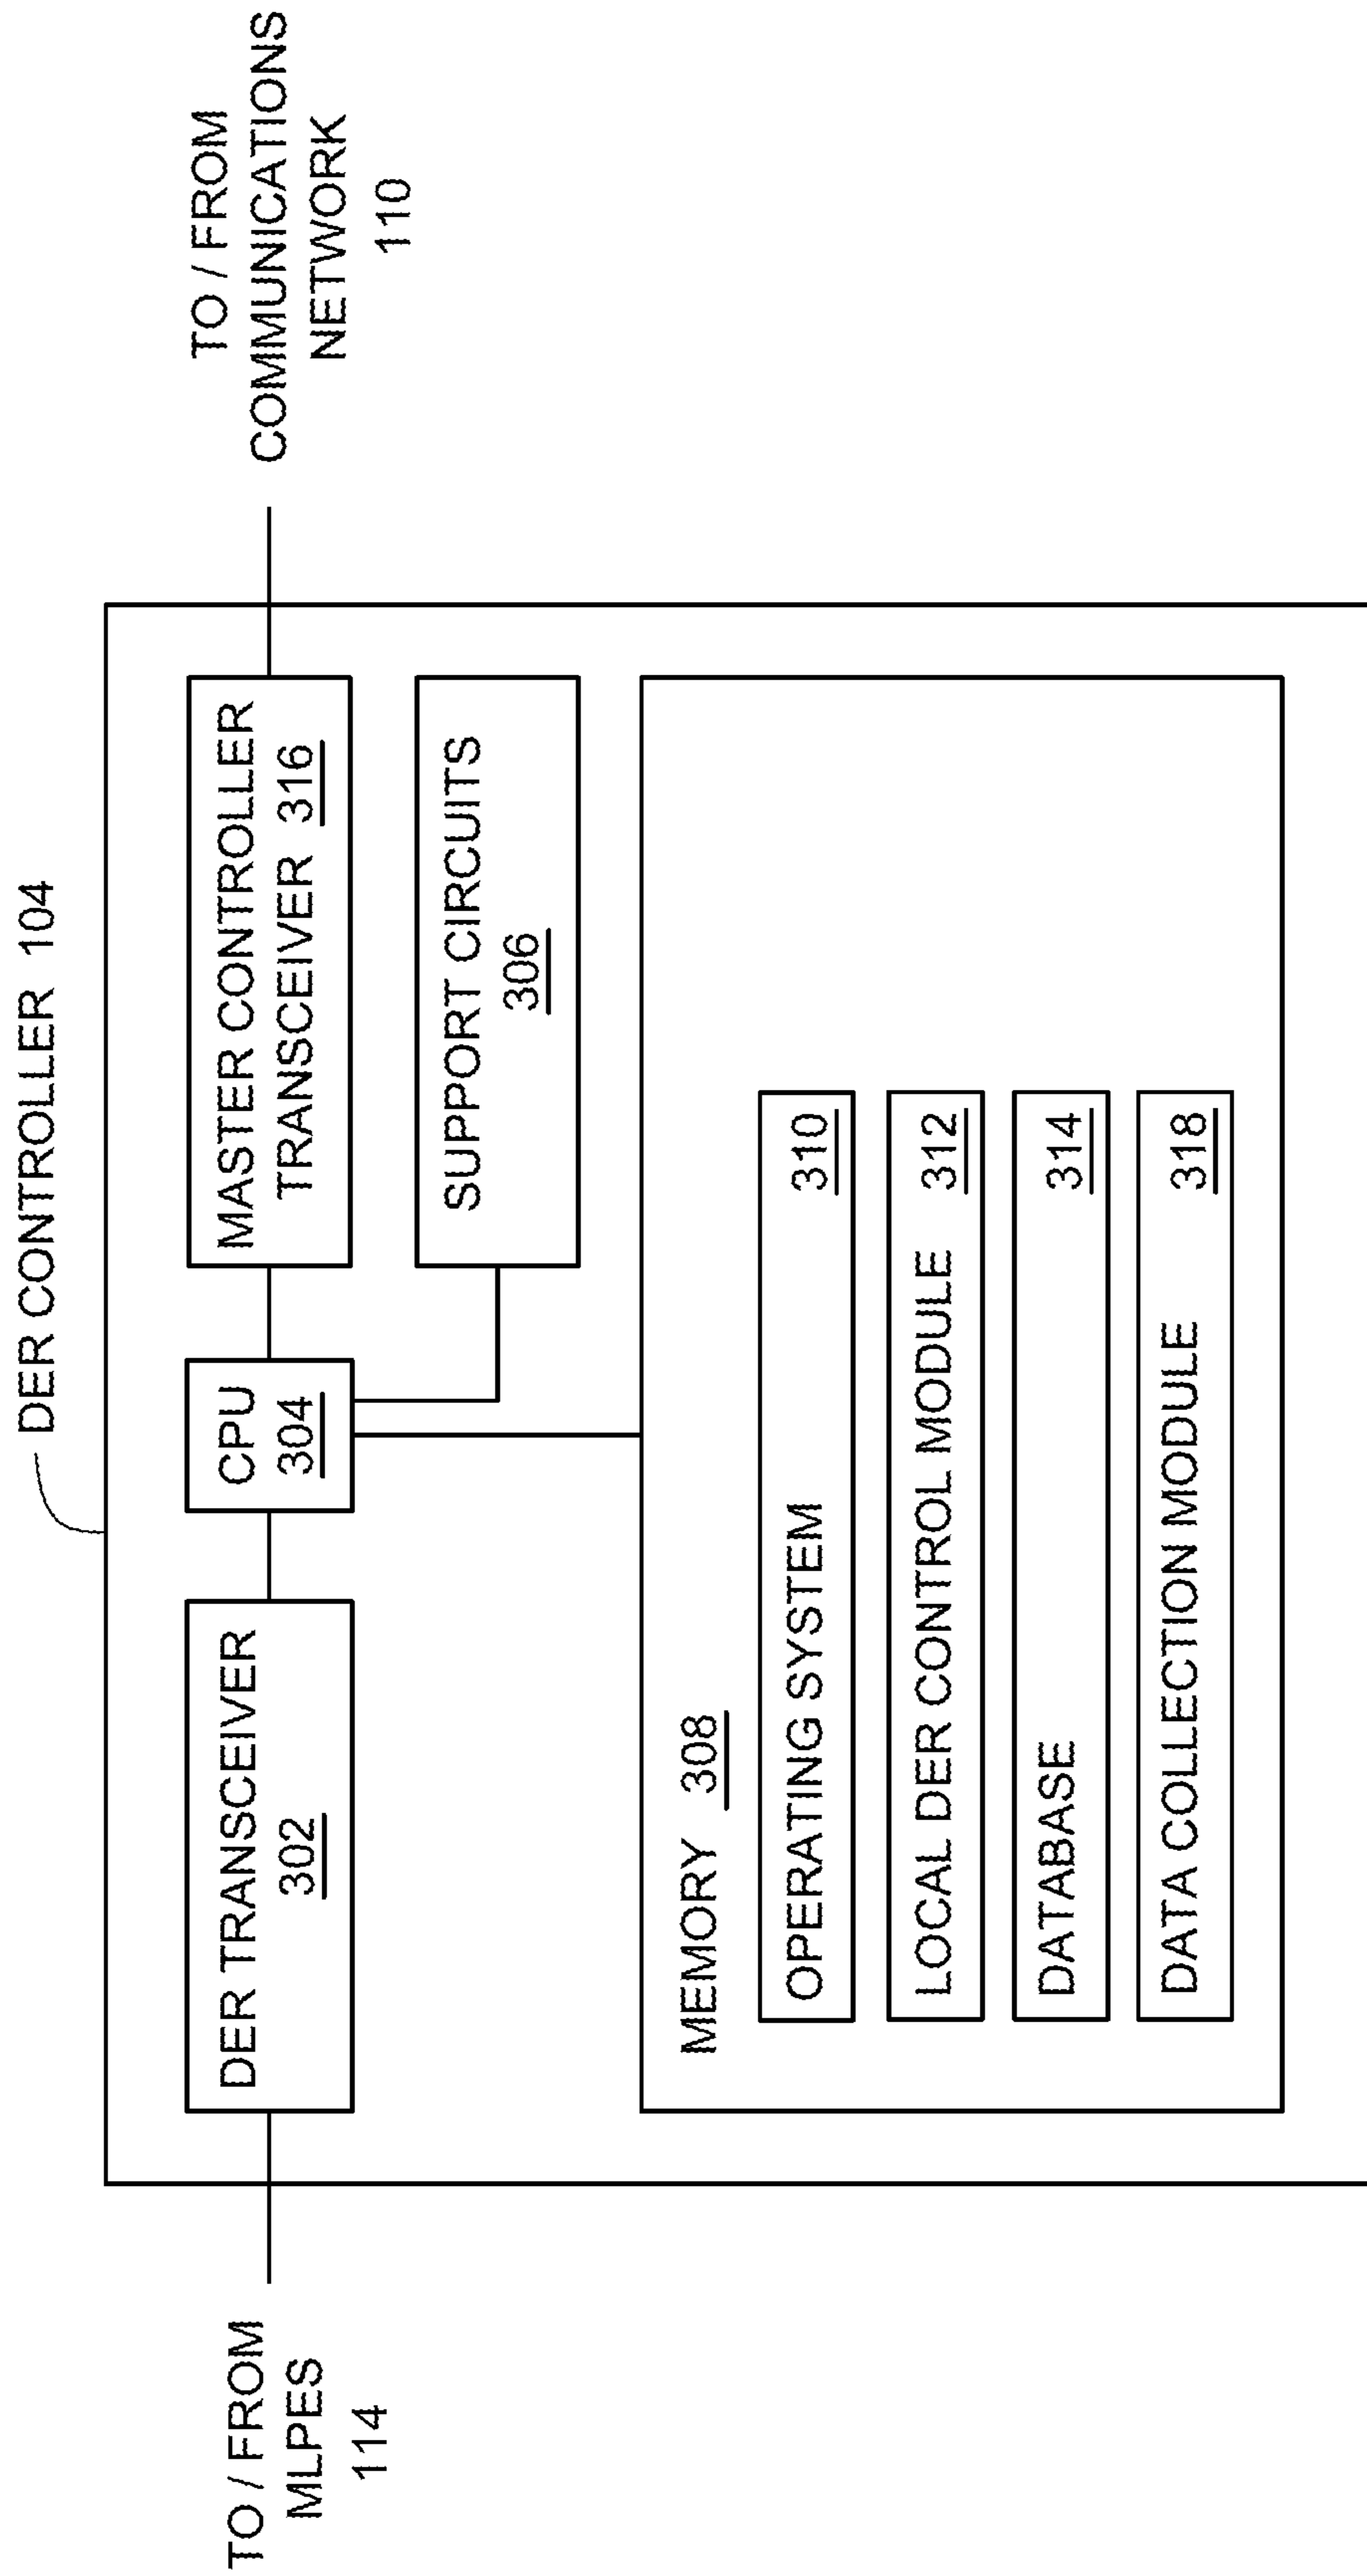 DER CONTROLLER 104
TO / FROM
MLPES
114
DER TRANSCEIVER
302
CPU
304
MASTER CONTROLLER
TRANSCEIVER 316
TO / FROM
COMMUNICATIONS
NETWORK
110
SUPPORT CIRCUITS
306
MEMORY 308
OPERATING SYSTEM 310
LOCAL DER CONTROL MODULE 312
DATABASE 314
DATA COLLECTION MODULE 318